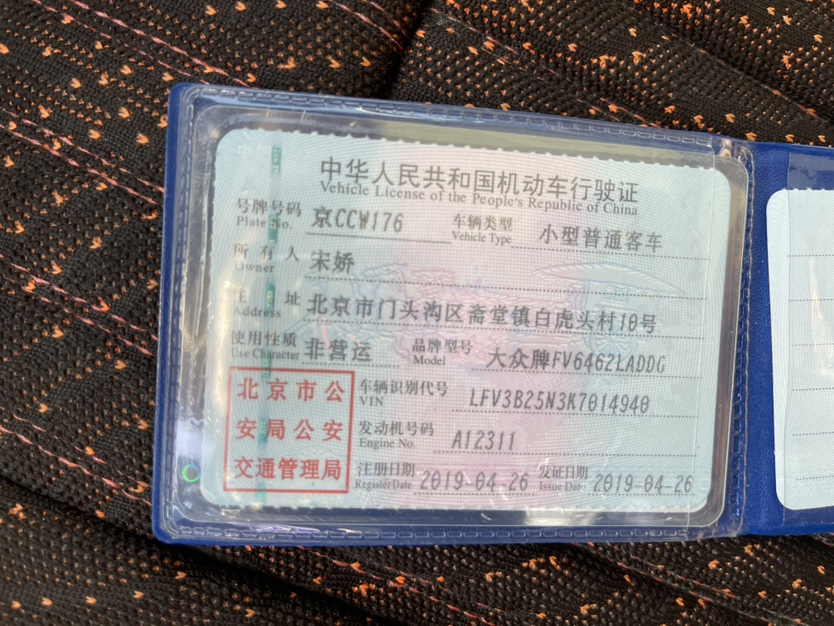 中华人民共和国机动车行驶证
Vehicle License of the People's Republic of China
号牌号码 京CCW176 车辆类型 小型普通客车
Plate No. Vehicle Type
所有人 宋娇
Owner
住址 北京市门头沟区斋堂镇白虎头村10号
Address
使用性质 非营运 品牌型号 大众牌FV6462LADDG
Use Character Model
北京市公 车辆识别代号 LFV3B25N3K7014940
VIN
安局公安 发动机号码 A12311
Engine No.
交通管理局 注册日期 2019-04-26 发证日期 2019-04-26
Register Date Issue Date